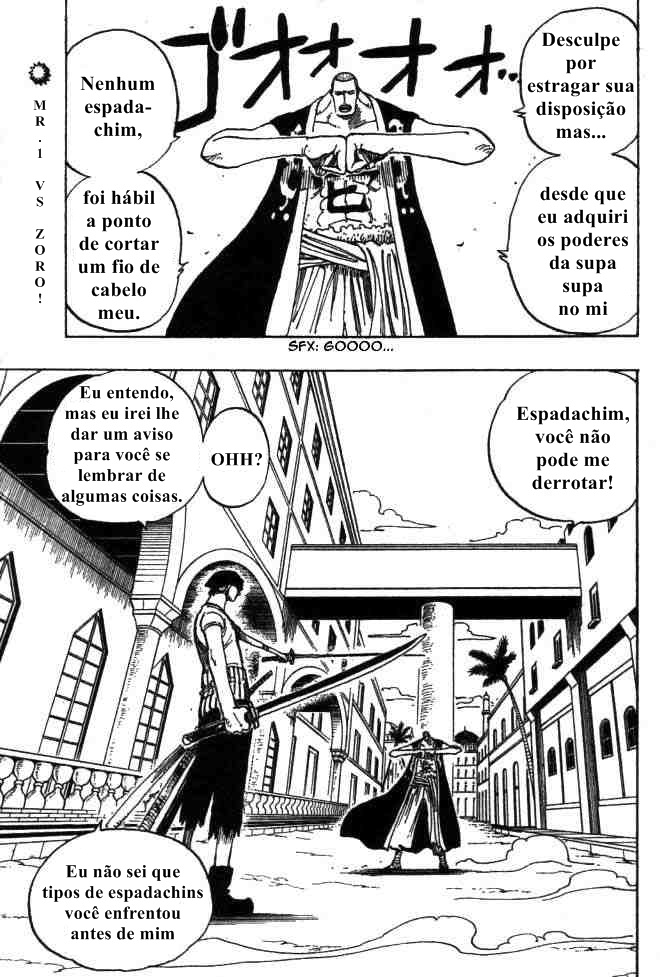 MR.1 VS ZORO!
ゴオオオオ...
Desculpe
por
estragar sua
disposição
mas...
desde que
eu adquiri
os poderes
da supa
supa
no mi
Nenhum
espada-
chim,
foi hábil
a ponto
de cortar
um fio de
cabelo
meu.
SFX: GOOOO...
Espadachim,
você não
pode me
derrotar!
OHH?
Eu entendo,
mas eu irei lhe
dar um aviso
para você se
lembrar de
algumas coisas.
Eu não sei que
tipos de espadachins
você enfrentou
antes de mim